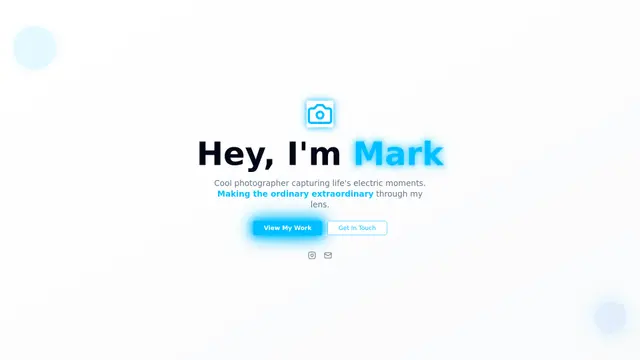 Hey, I'm Mark
Cool photographer capturing life's electric moments.
Making the ordinary extraordinary through my
lens.
View My Work
Get In Touch